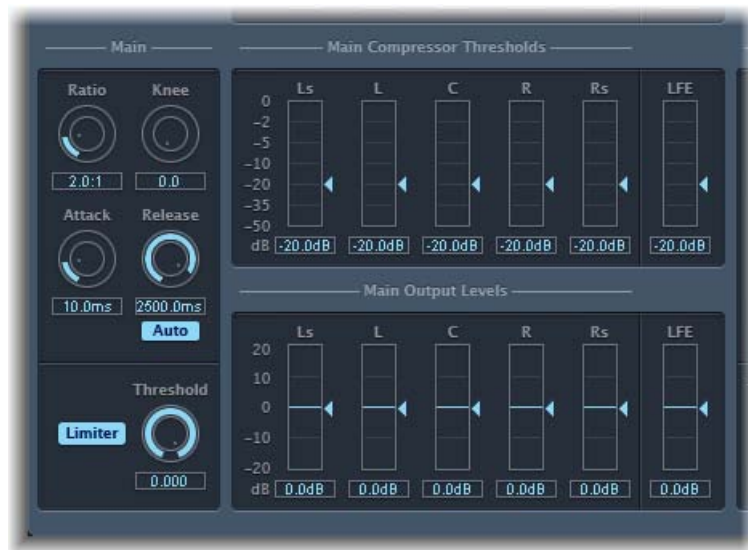 Main
Main Compressor Thresholds
Ratio Knee
2.0:1 0.0
Attack Release
10.0ms 2500.0ms
Auto
Threshold
Limiter
0.000
Ls L C R Rs LFE
0
-2
-5
-10
-20
-35
-50
dB -20.0dB -20.0dB -20.0dB -20.0dB -20.0dB -20.0dB
Main Output Levels
Ls L C R Rs LFE
20
10
0
-10
-20
dB 0.0dB 0.0dB 0.0dB 0.0dB 0.0dB 0.0dB